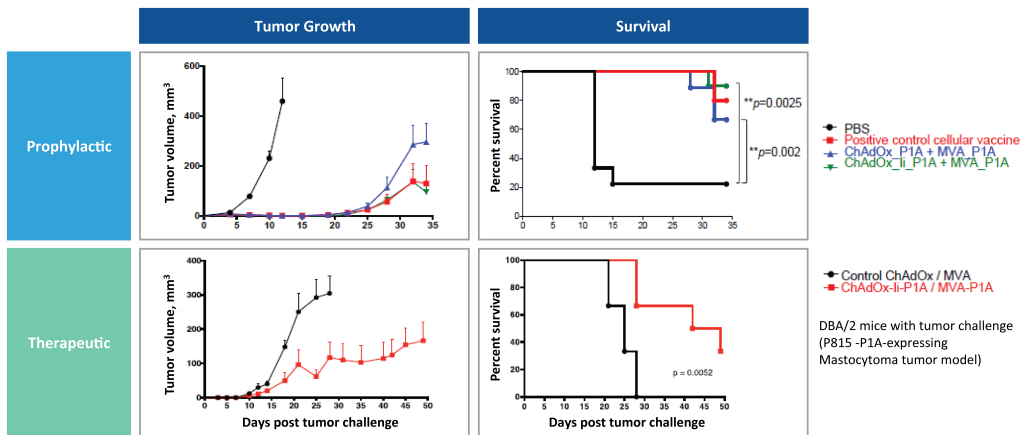 Tumor Growth
Survival
Prophylactic
Tumor volume, mm³
600
400
200
0
0 5 10 15 20 25 30 35
Percent survival
100
80
60
40
20
0
0 5 10 15 20 25 30 35
**p=0.0025
**p=0.002
PBS
Positive control cellular vaccine
ChAdOx_P1A + MVA_P1A
ChAdOx_Ii_P1A + MVA_P1A
Therapeutic
Tumor volume, mm³
400
300
200
100
0
0 5 10 15 20 25 30 35 40 45 50
Days post tumor challenge
Percent survival
100
80
60
40
20
0
0 5 10 15 20 25 30 35 40 45 50
p = 0.0052
Days post tumor challenge
Control ChAdOx / MVA
ChAdOx-Ii-P1A / MVA-P1A
DBA/2 mice with tumor challenge
(P815 -P1A-expressing
Mastocytoma tumor model)